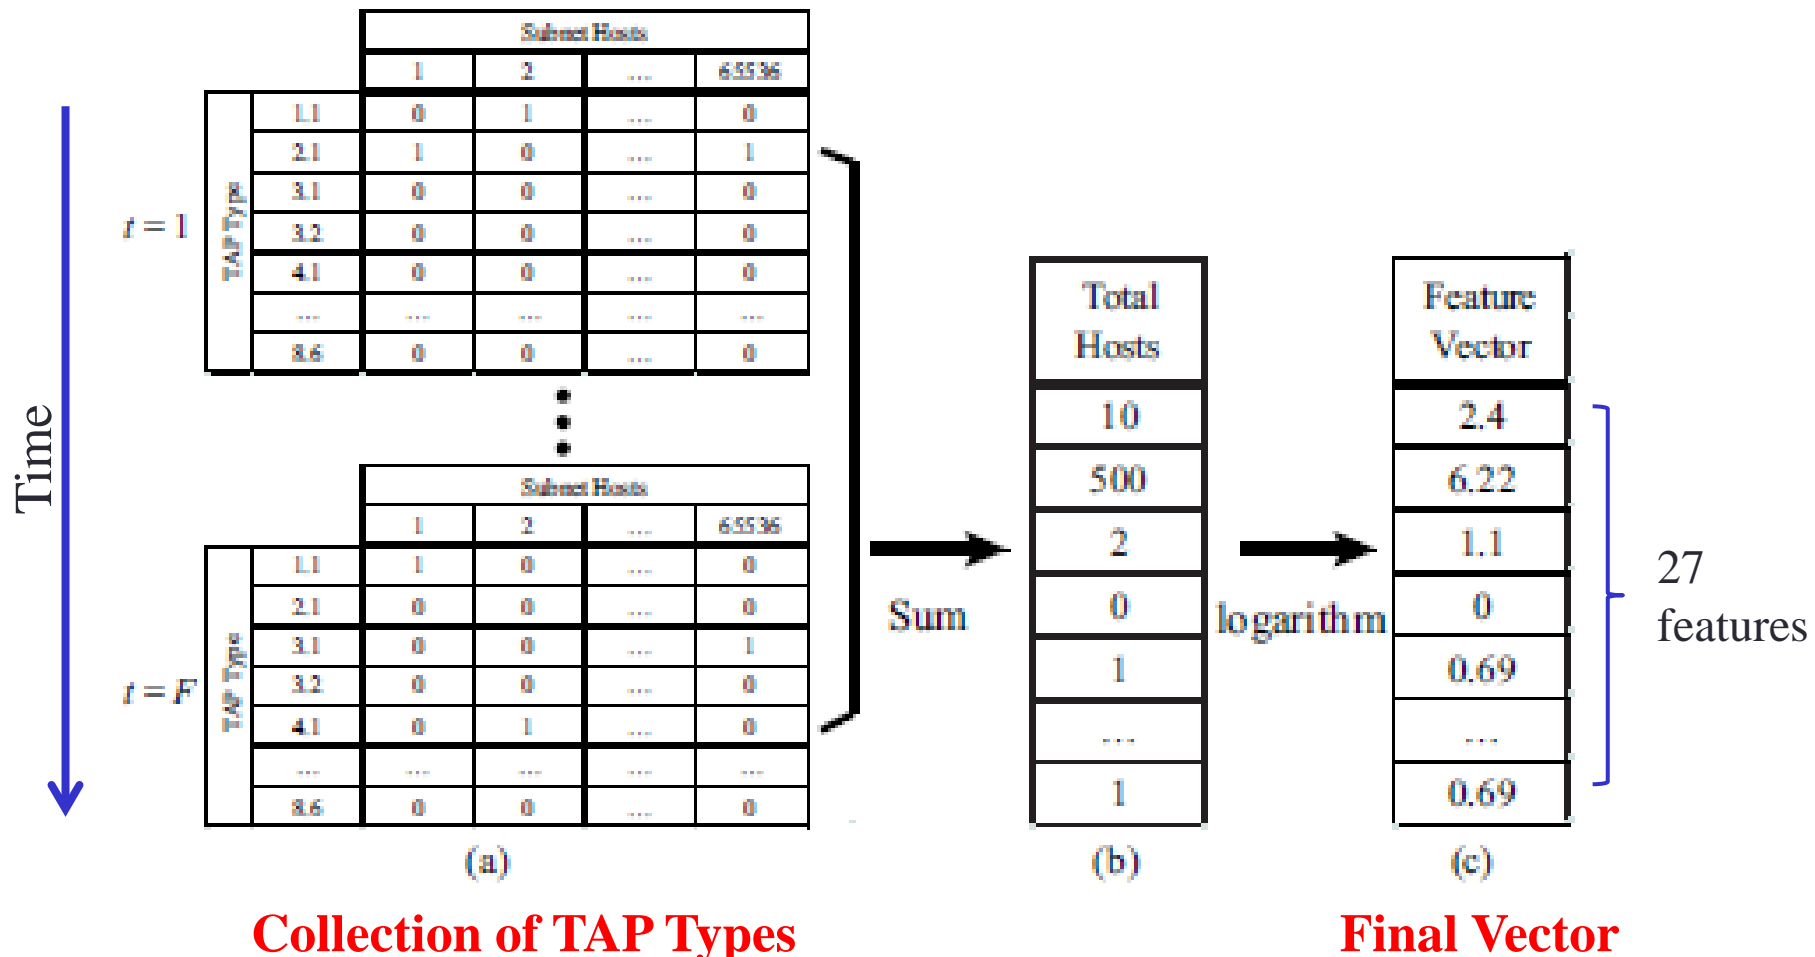 Subnet Hosts
1 2 .... 65536
TAP Type
1.1 0 1 .... 0
2.1 1 0 .... 1
3.1 0 0 .... 0
3.2 0 0 .... 0
4.1 0 0 .... 0
.... .... .... .... ....
8.6 0 0 .... 0
t = 1
Time
Subnet Hosts
1 2 .... 65536
TAP Type
1.1 1 0 .... 0
2.1 0 0 .... 0
3.1 0 0 .... 1
3.2 0 0 .... 0
4.1 0 1 .... 0
.... .... .... .... ....
8.6 0 0 .... 0
t = F
(a)
Sum
Total
Hosts
10
500
2
0
1
...
1
(b)
logarithm
Feature
Vector
2.4
6.22
1.1
0
0.69
...
0.69
(c)
27
features
Collection of TAP Types
Final Vector